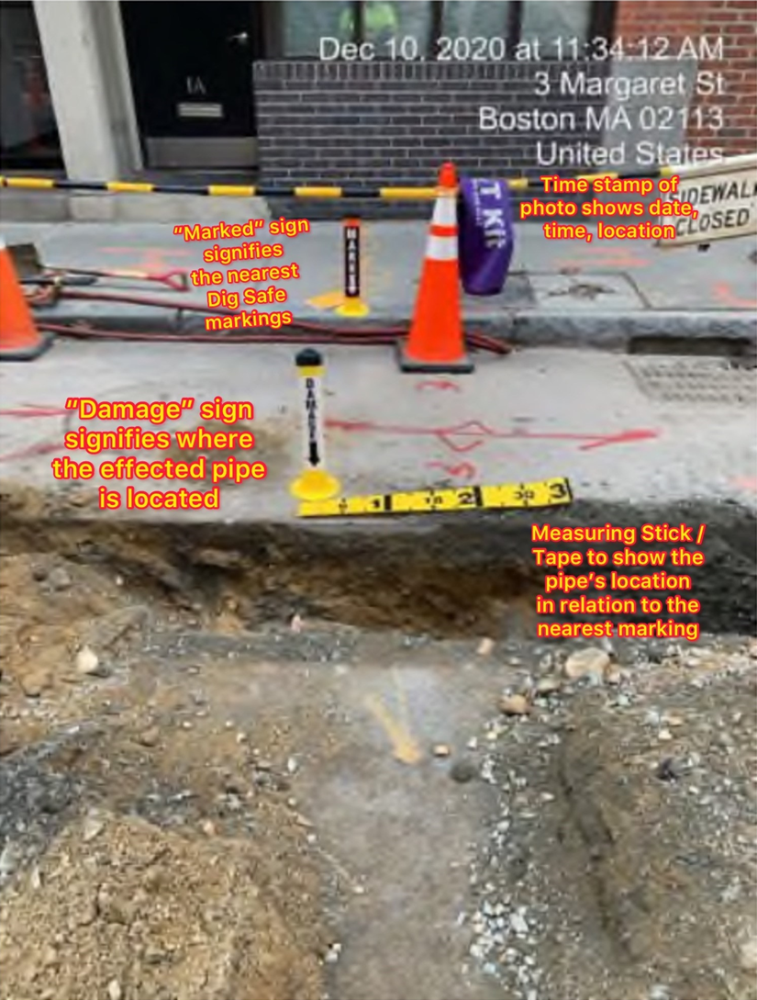 Dec 10, 2020 at 11:34:12 AM
3 Margaret St
Boston MA 02113
United States
1A
Time stamp of
photo shows date,
time, location
SIDEWALK
CLOSED
T Kit
"Marked" sign
signifies
the nearest
Dig Safe
markings
MARKED
DAMAGE
"Damage" sign
signifies where
the effected pipe
is located
1 2 3
Measuring Stick /
Tape to show the
pipe's location
in relation to the
nearest marking